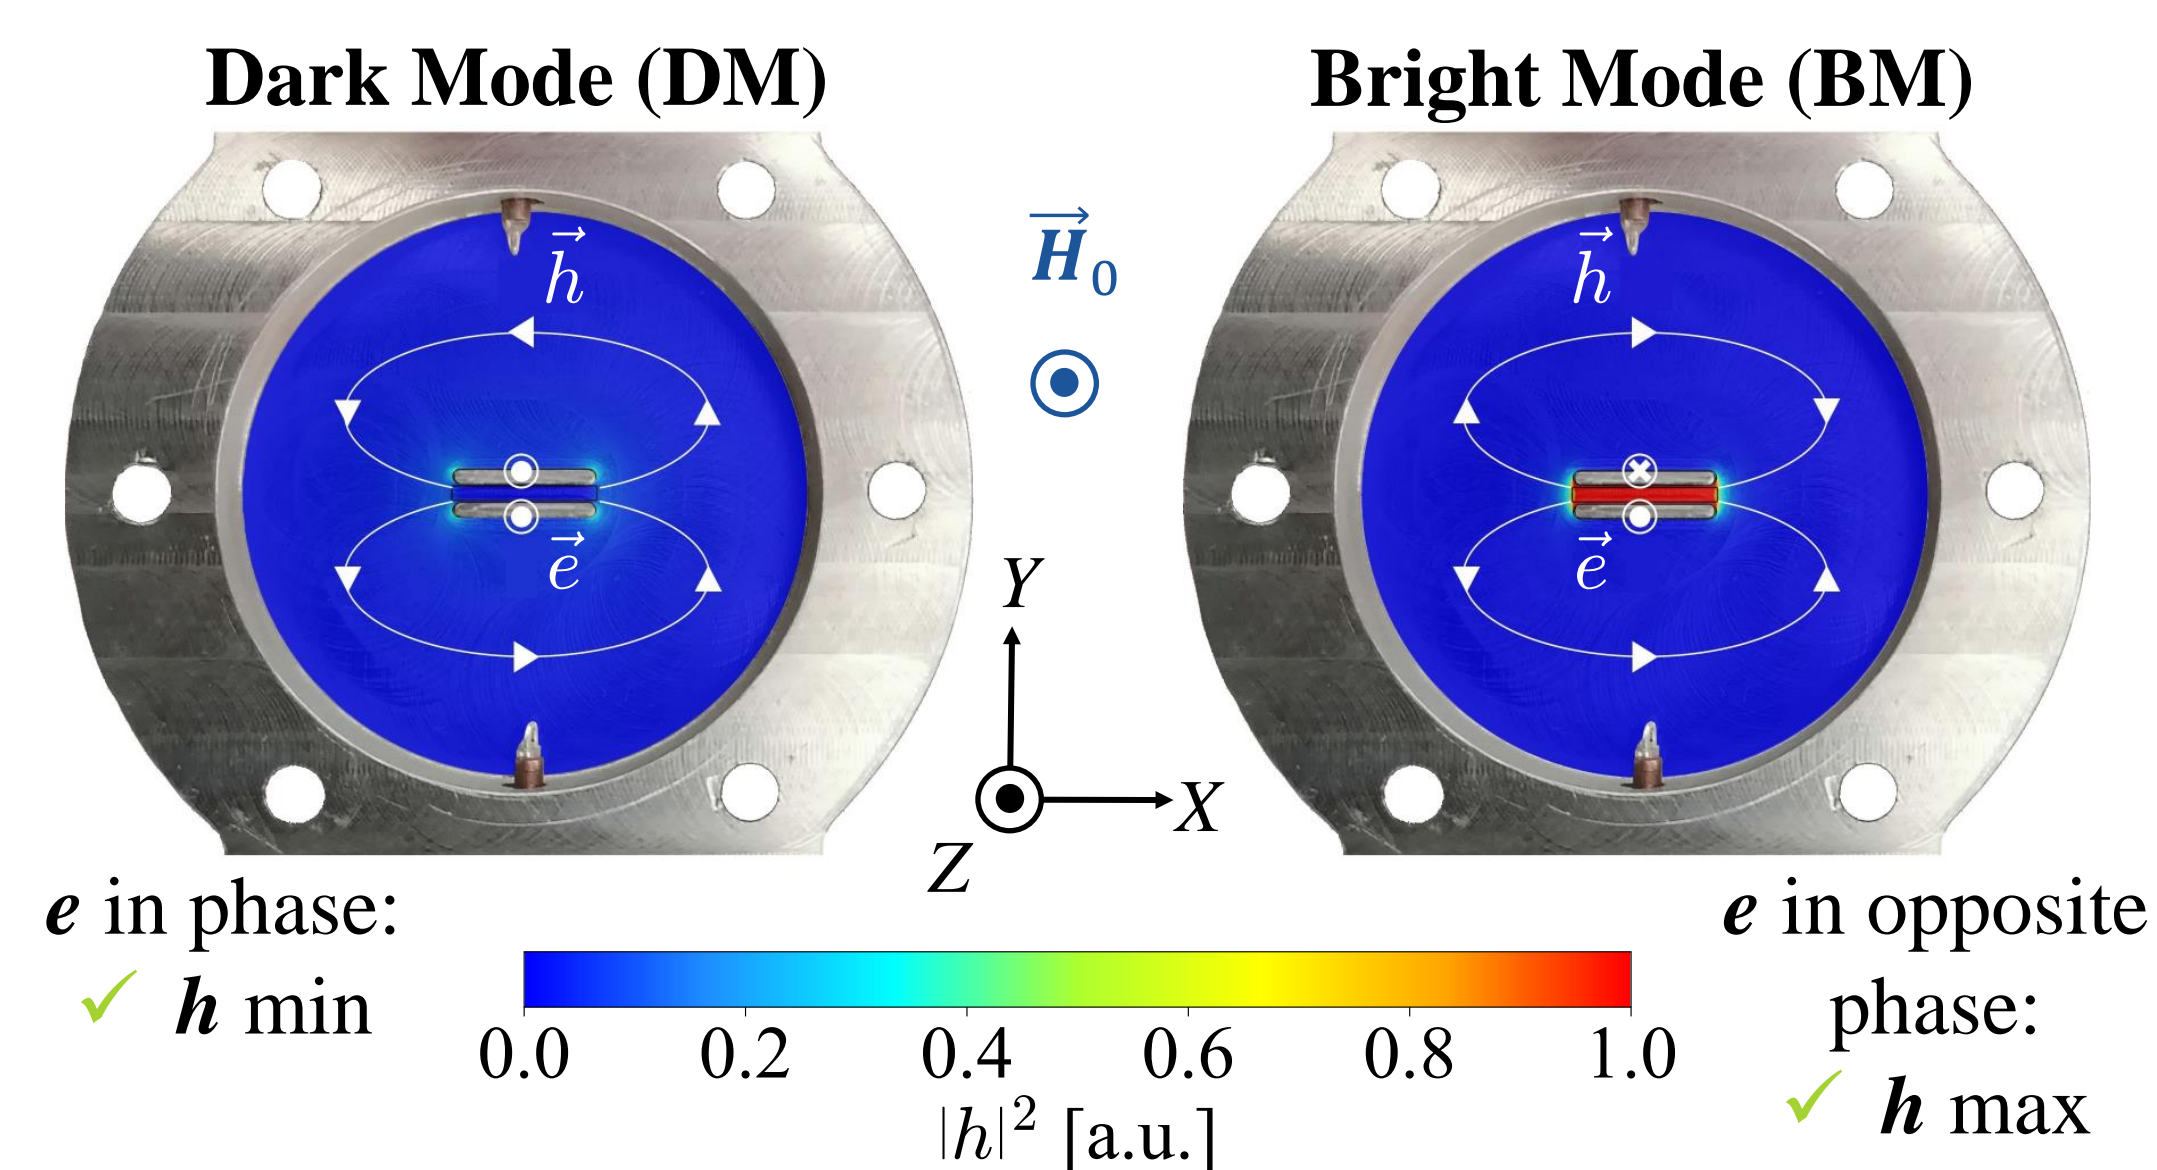 Dark Mode (DM)
Bright Mode (BM)
h
H0
h
e
e
Y
X
Z
e in phase:
✓ h min
e in opposite
phase:
✓ h max
0.0 0.2 0.4 0.6 0.8 1.0
|h|² [a.u.]